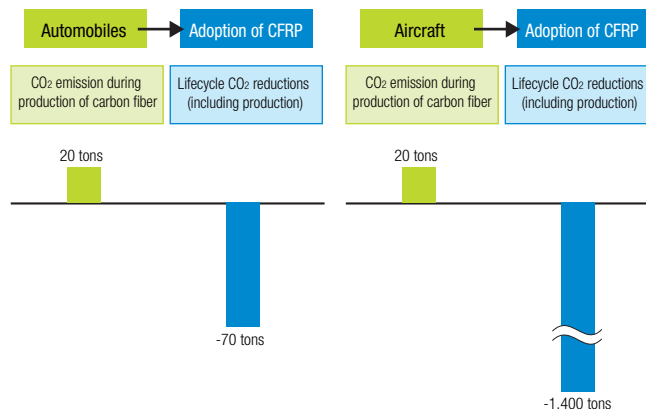 Automobiles
Adoption of CFRP
CO2 emission during
production of carbon fiber
Lifecycle CO2 reductions
(including production)
20 tons
-70 tons
Aircraft
Adoption of CFRP
CO2 emission during
production of carbon fiber
Lifecycle CO2 reductions
(including production)
20 tons
-1,400 tons